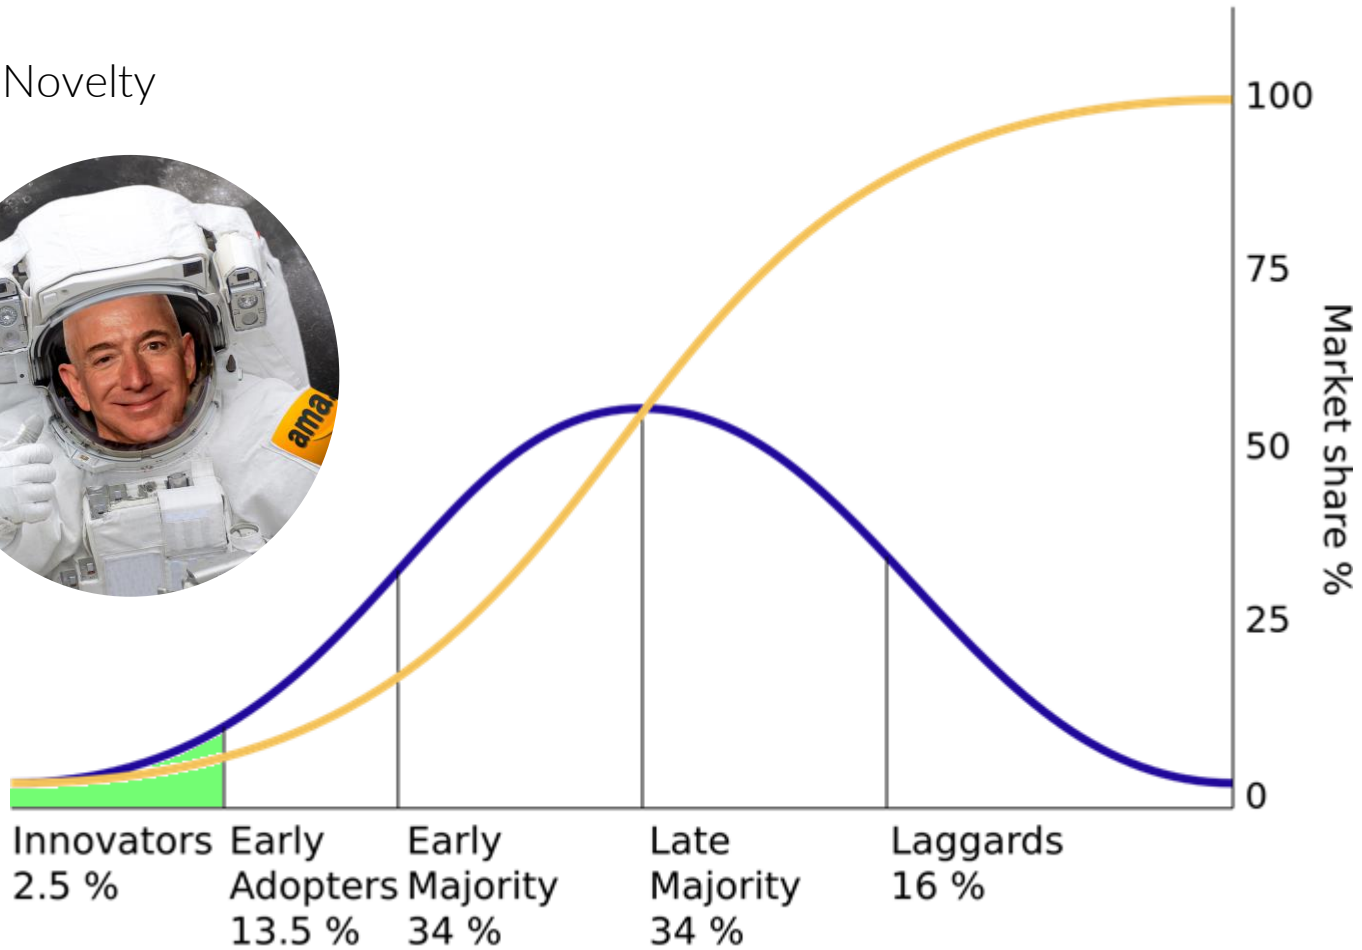 Novelty
ama
100
75
50
25
0
Market share %
Innovators
2.5 %
Early
Adopters
13.5 %
Early
Majority
34 %
Late
Majority
34 %
Laggards
16 %